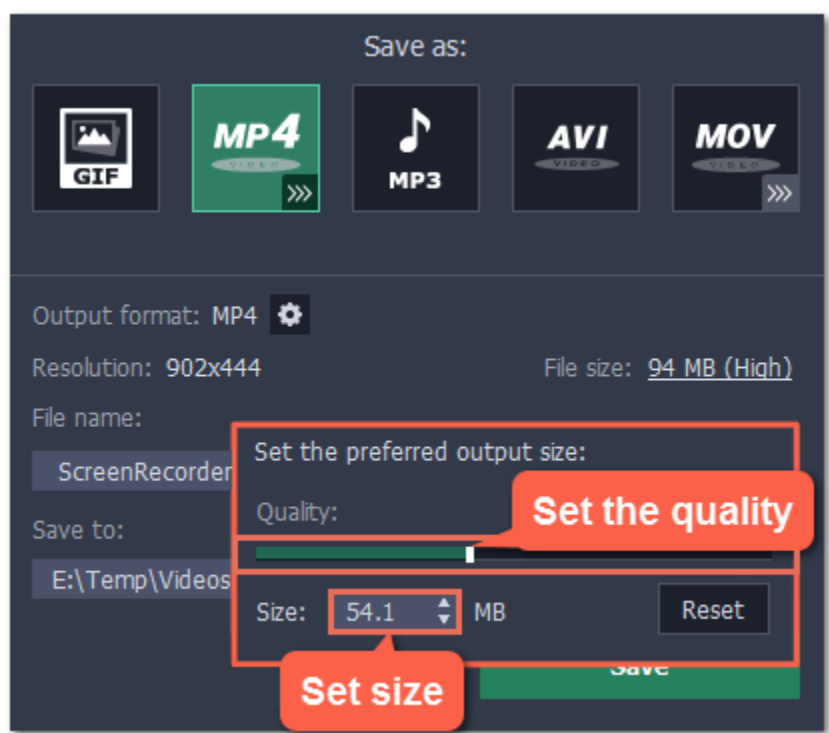 Save as:
GIF
MP4
VIDEO
MP3
AVI
VIDEO
MOV
VIDEO
Output format: MP4
Resolution: 902x444
File size: 94 MB (High)
File name:
ScreenRecorder
Set the preferred output size:
Quality:
Set the quality
Save to:
E:\Temp\Videos
Size: 54.1 MB
Reset
Set size
Save